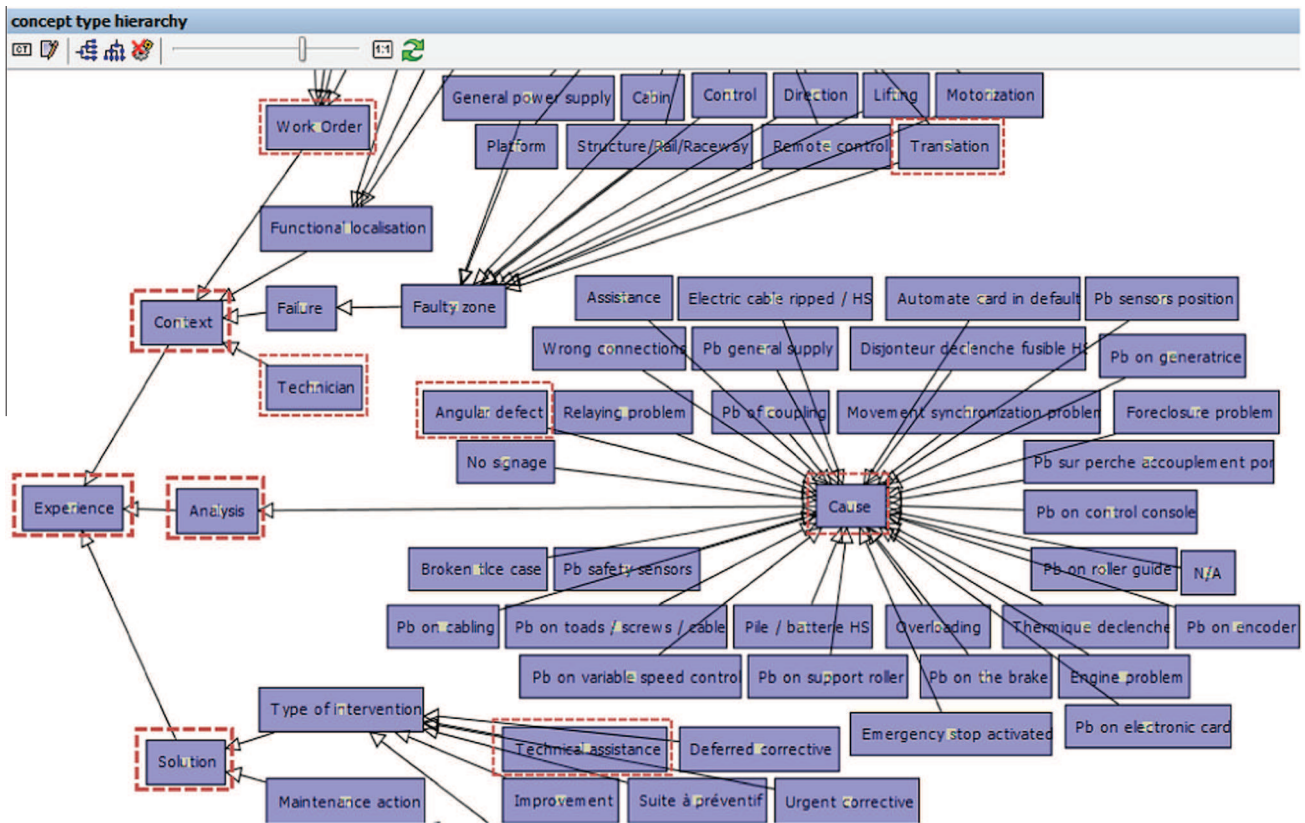 concept type hierarchy
CT
1:1
General power supply
Cabin
Control
Direction
Lifting
Motorization
Work Order
Platform
Structure/Rail/Raceway
Remote control
Translation
Functional localisation
Context
Failure
Faulty zone
Technician
Assistance
Electric cable ripped / HS
Automate card in default
Pb sensors position
Wrong connections
Pb general supply
Disjonteur déclenche fusible HS
Pb on generatrice
Angular defect
Relaying problem
Pb of coupling
Movement synchronization problem
Foreclosure problem
No signage
Pb sur perche accouplement por
Experience
Analysis
Cause
Pb on control console
Broken slice case
Pb safety sensors
Pb on roller guide
N/A
Pb on cabling
Pb on toads / screws / cable
Pile / batterie HS
Overloading
Thermique declenche
Pb on encoder
Pb on variable speed control
Pb on support roller
Pb on the brake
Engine problem
Type of intervention
Emergency stop activated
Pb on electronic card
Solution
Technical assistance
Deferred corrective
Maintenance action
Improvement
Suite à préventif
Urgent corrective